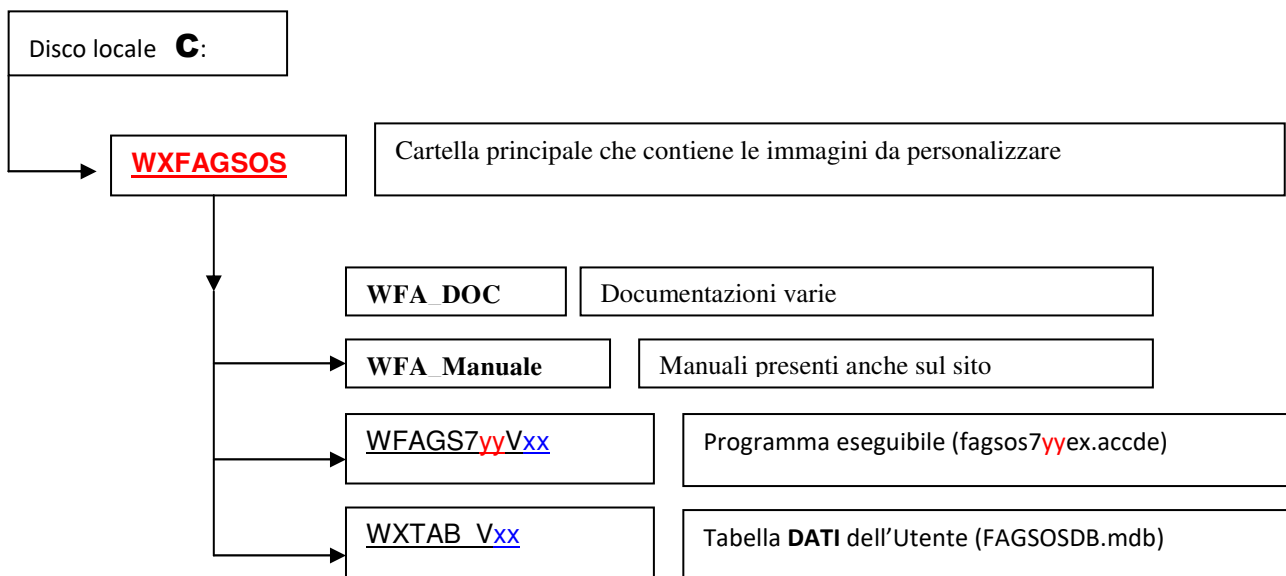 Disco locale C:
WXFAGSOS
Cartella principale che contiene le immagini da personalizzare
WFA_DOC
Documentazioni varie
WFA_Manuale
Manuali presenti anche sul sito
WFAGS7yyVxx
Programma eseguibile (fagsos7yyex.accde)
WXTAB_Vxx
Tabella DATI dell’Utente (FAGSOSDB.mdb)